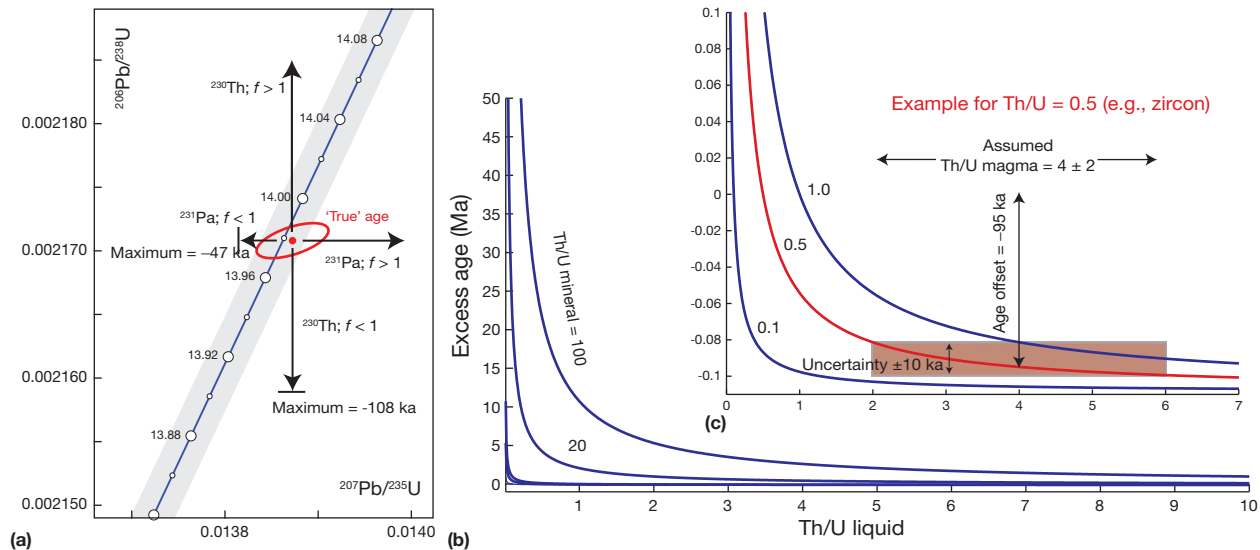 ²⁰⁶Pb/²³⁸U
0.002180
0.002170
0.002160
0.002150
14.08
14.04
14.00
13.96
13.92
13.88
²³⁰Th; f > 1
²³¹Pa; f < 1
Maximum = –47 ka
'True' age
²³¹Pa; f > 1
²³⁰Th; f < 1
Maximum = -108 ka
²⁰⁷Pb/²³⁵U
0.0138
0.0140
(a)
Excess age (Ma)
50
45
40
35
30
25
20
15
10
5
0
Th/U mineral = 100
20
1
2
3
4
5
6
7
8
9
10
Th/U liquid
(b)
0.1
0.08
0.06
0.04
0.02
0
-0.02
-0.04
-0.06
-0.08
-0.1
Example for Th/U = 0.5 (e.g., zircon)
Assumed
Th/U magma = 4 ± 2
1.0
0.5
0.1
Age offset = –95 ka
Uncertainty ±10 ka
0
1
2
3
4
5
6
7
(c)